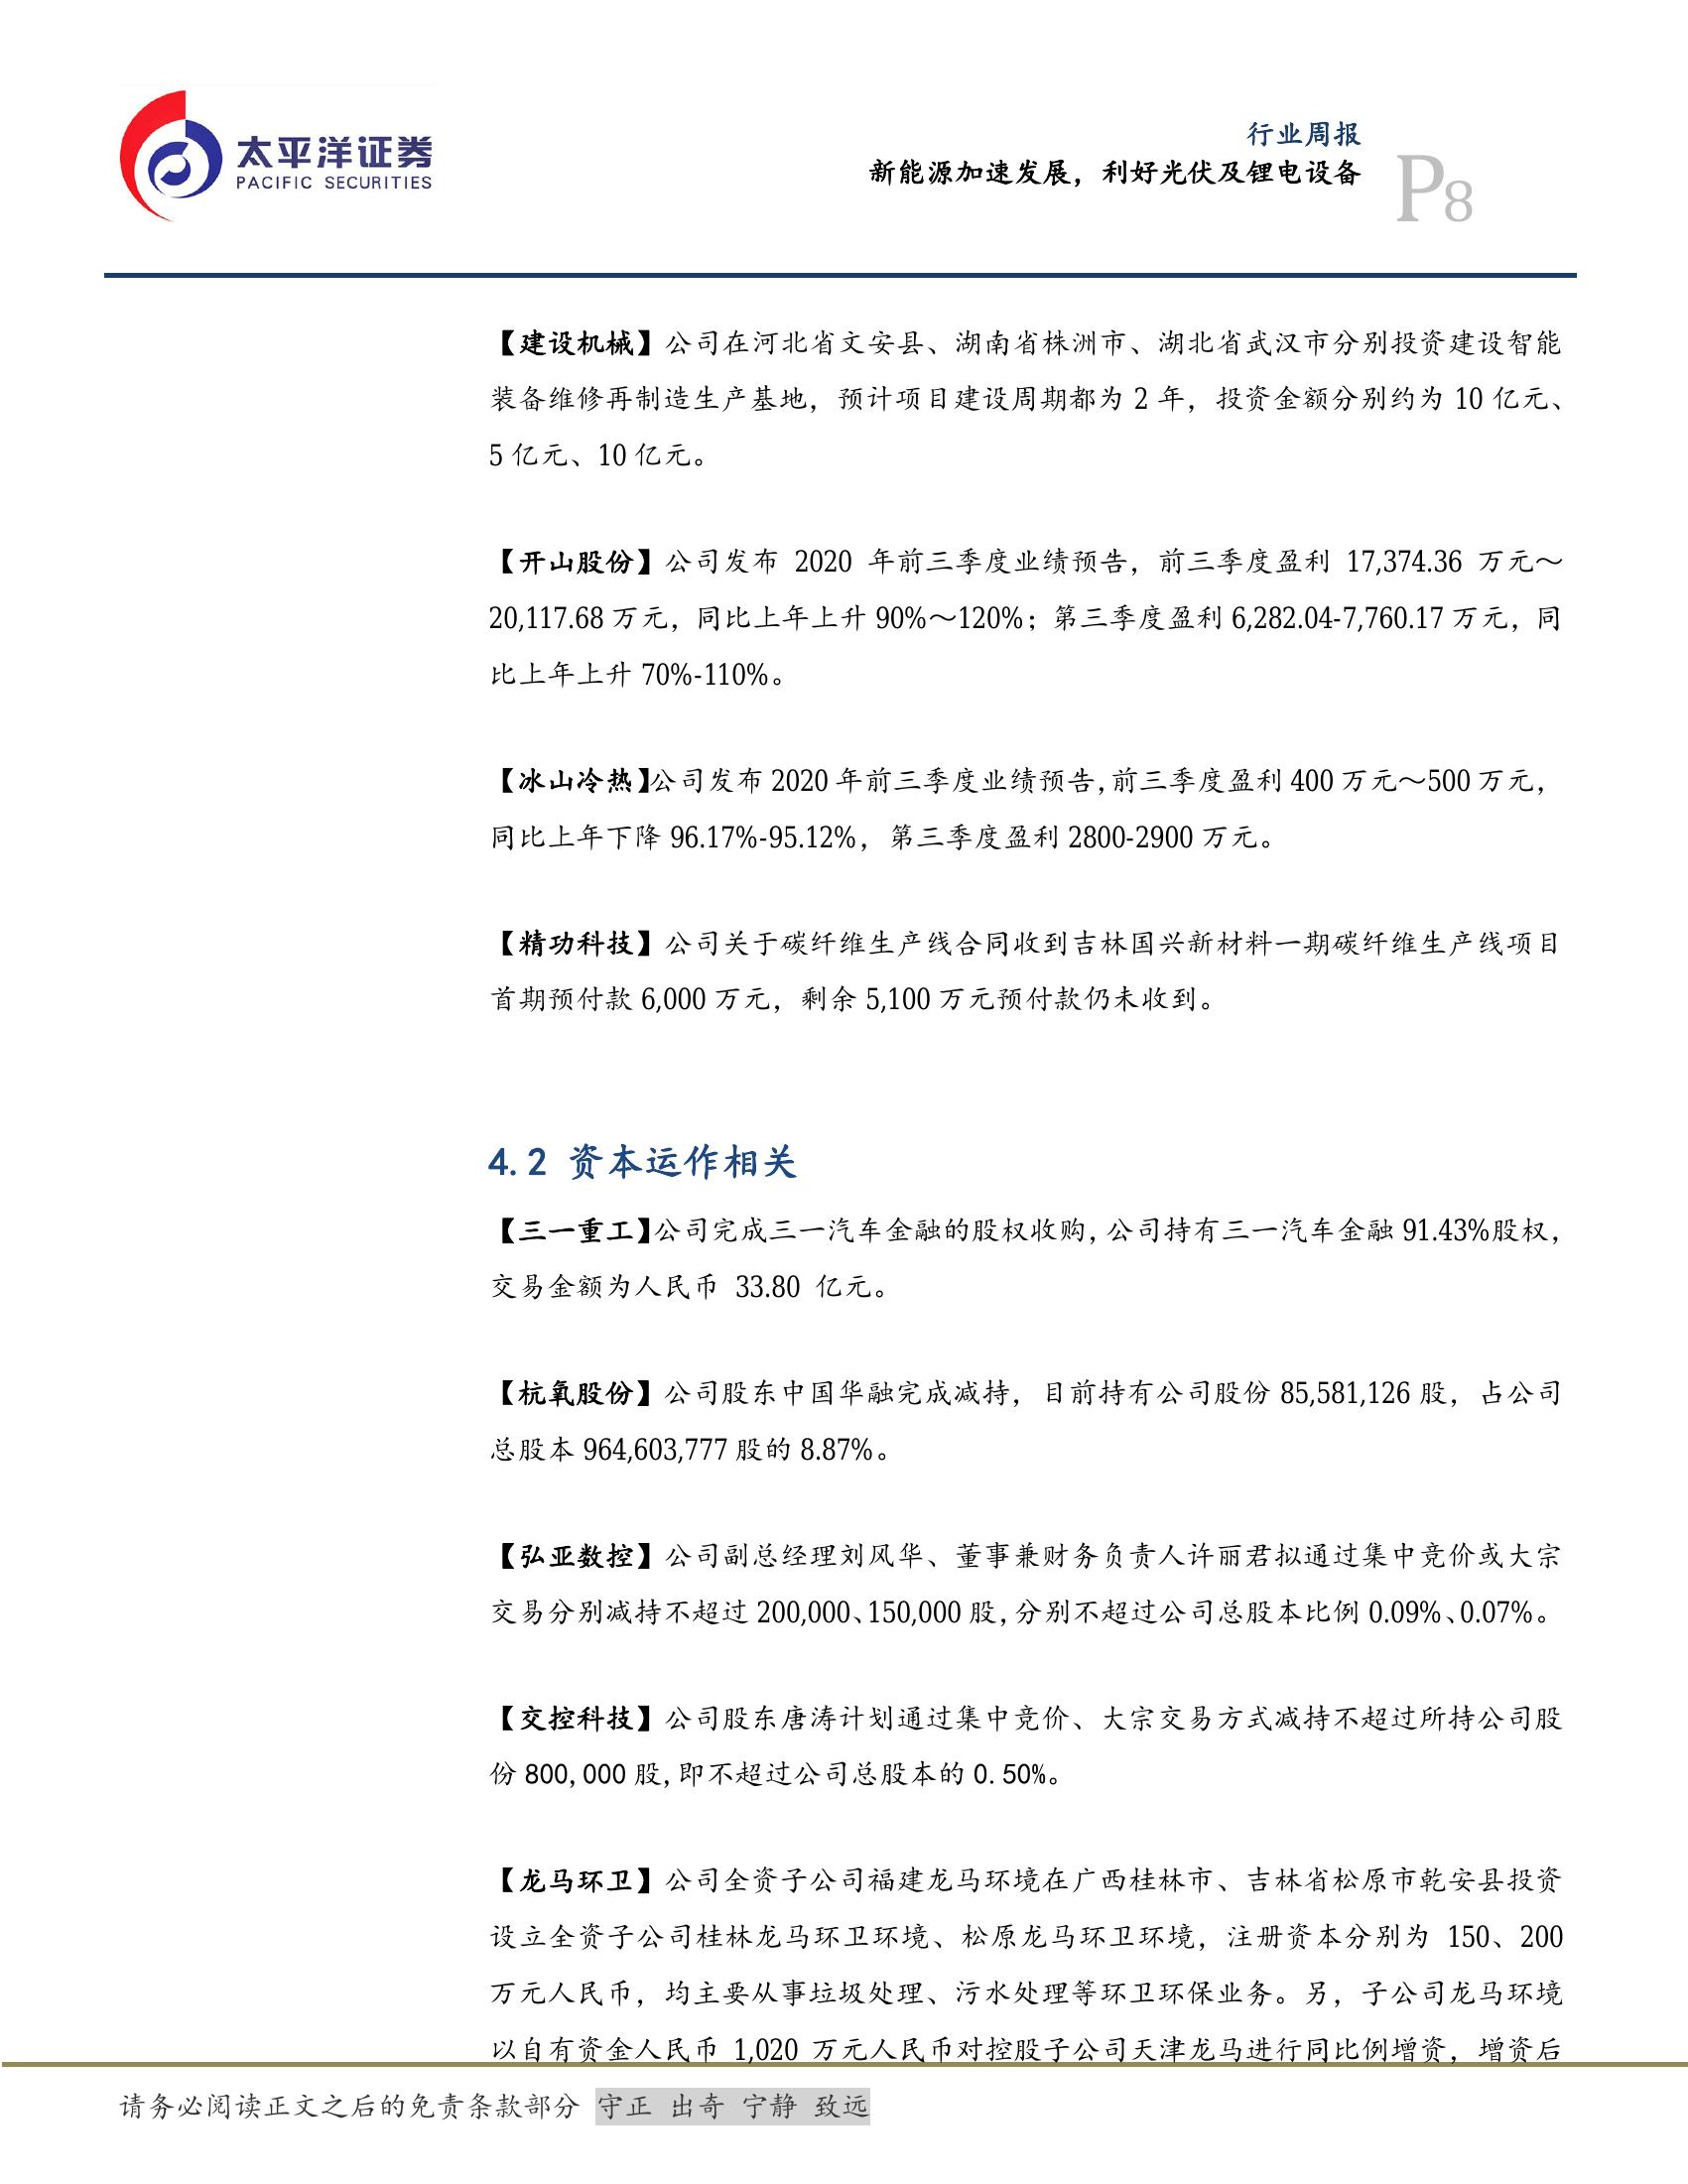 太平洋证券
PACIFIC SECURITIES
行业周报
新能源加速发展，利好光伏及锂电设备
P8
【建设机械】公司在河北省文安县、湖南省株洲市、湖北省武汉市分别投资建设智能
装备维修再制造生产基地，预计项目建设周期都为 2 年，投资金额分别约为 10 亿元、
5 亿元、10 亿元。
【开山股份】公司发布 2020 年前三季度业绩预告，前三季度盈利 17,374.36 万元～
20,117.68 万元，同比上年上升 90%～120%；第三季度盈利 6,282.04-7,760.17 万元，同
比上年上升 70%-110%。
【冰山冷热】公司发布 2020 年前三季度业绩预告，前三季度盈利 400 万元～500 万元，
同比上年下降 96.17%-95.12%，第三季度盈利 2800-2900 万元。
【精功科技】公司关于碳纤维生产线合同收到吉林国兴新材料一期碳纤维生产线项目
首期预付款 6,000 万元，剩余 5,100 万元预付款仍未收到。
4.2 资本运作相关
【三一重工】公司完成三一汽车金融的股权收购，公司持有三一汽车金融 91.43%股权，
交易金额为人民币 33.80 亿元。
【杭氧股份】公司股东中国华融完成减持，目前持有公司股份 85,581,126 股，占公司
总股本 964,603,777 股的 8.87%。
【弘亚数控】公司副总经理刘风华、董事兼财务负责人许丽君拟通过集中竞价或大宗
交易分别减持不超过 200,000、150,000 股，分别不超过公司总股本比例 0.09%、0.07%。
【交控科技】公司股东唐涛计划通过集中竞价、大宗交易方式减持不超过所持公司股
份 800,000 股，即不超过公司总股本的 0.50%。
【龙马环卫】公司全资子公司福建龙马环境在广西桂林市、吉林省松原市乾安县投资
设立全资子公司桂林龙马环卫环境、松原龙马环卫环境，注册资本分别为 150、200
万元人民币，均主要从事垃圾处理、污水处理等环卫环保业务。另，子公司龙马环境
以自有资金人民币 1,020 万元人民币对控股子公司天津龙马进行同比例增资，增资后
请务必阅读正文之后的免责条款部分 守正 出奇 宁静 致远